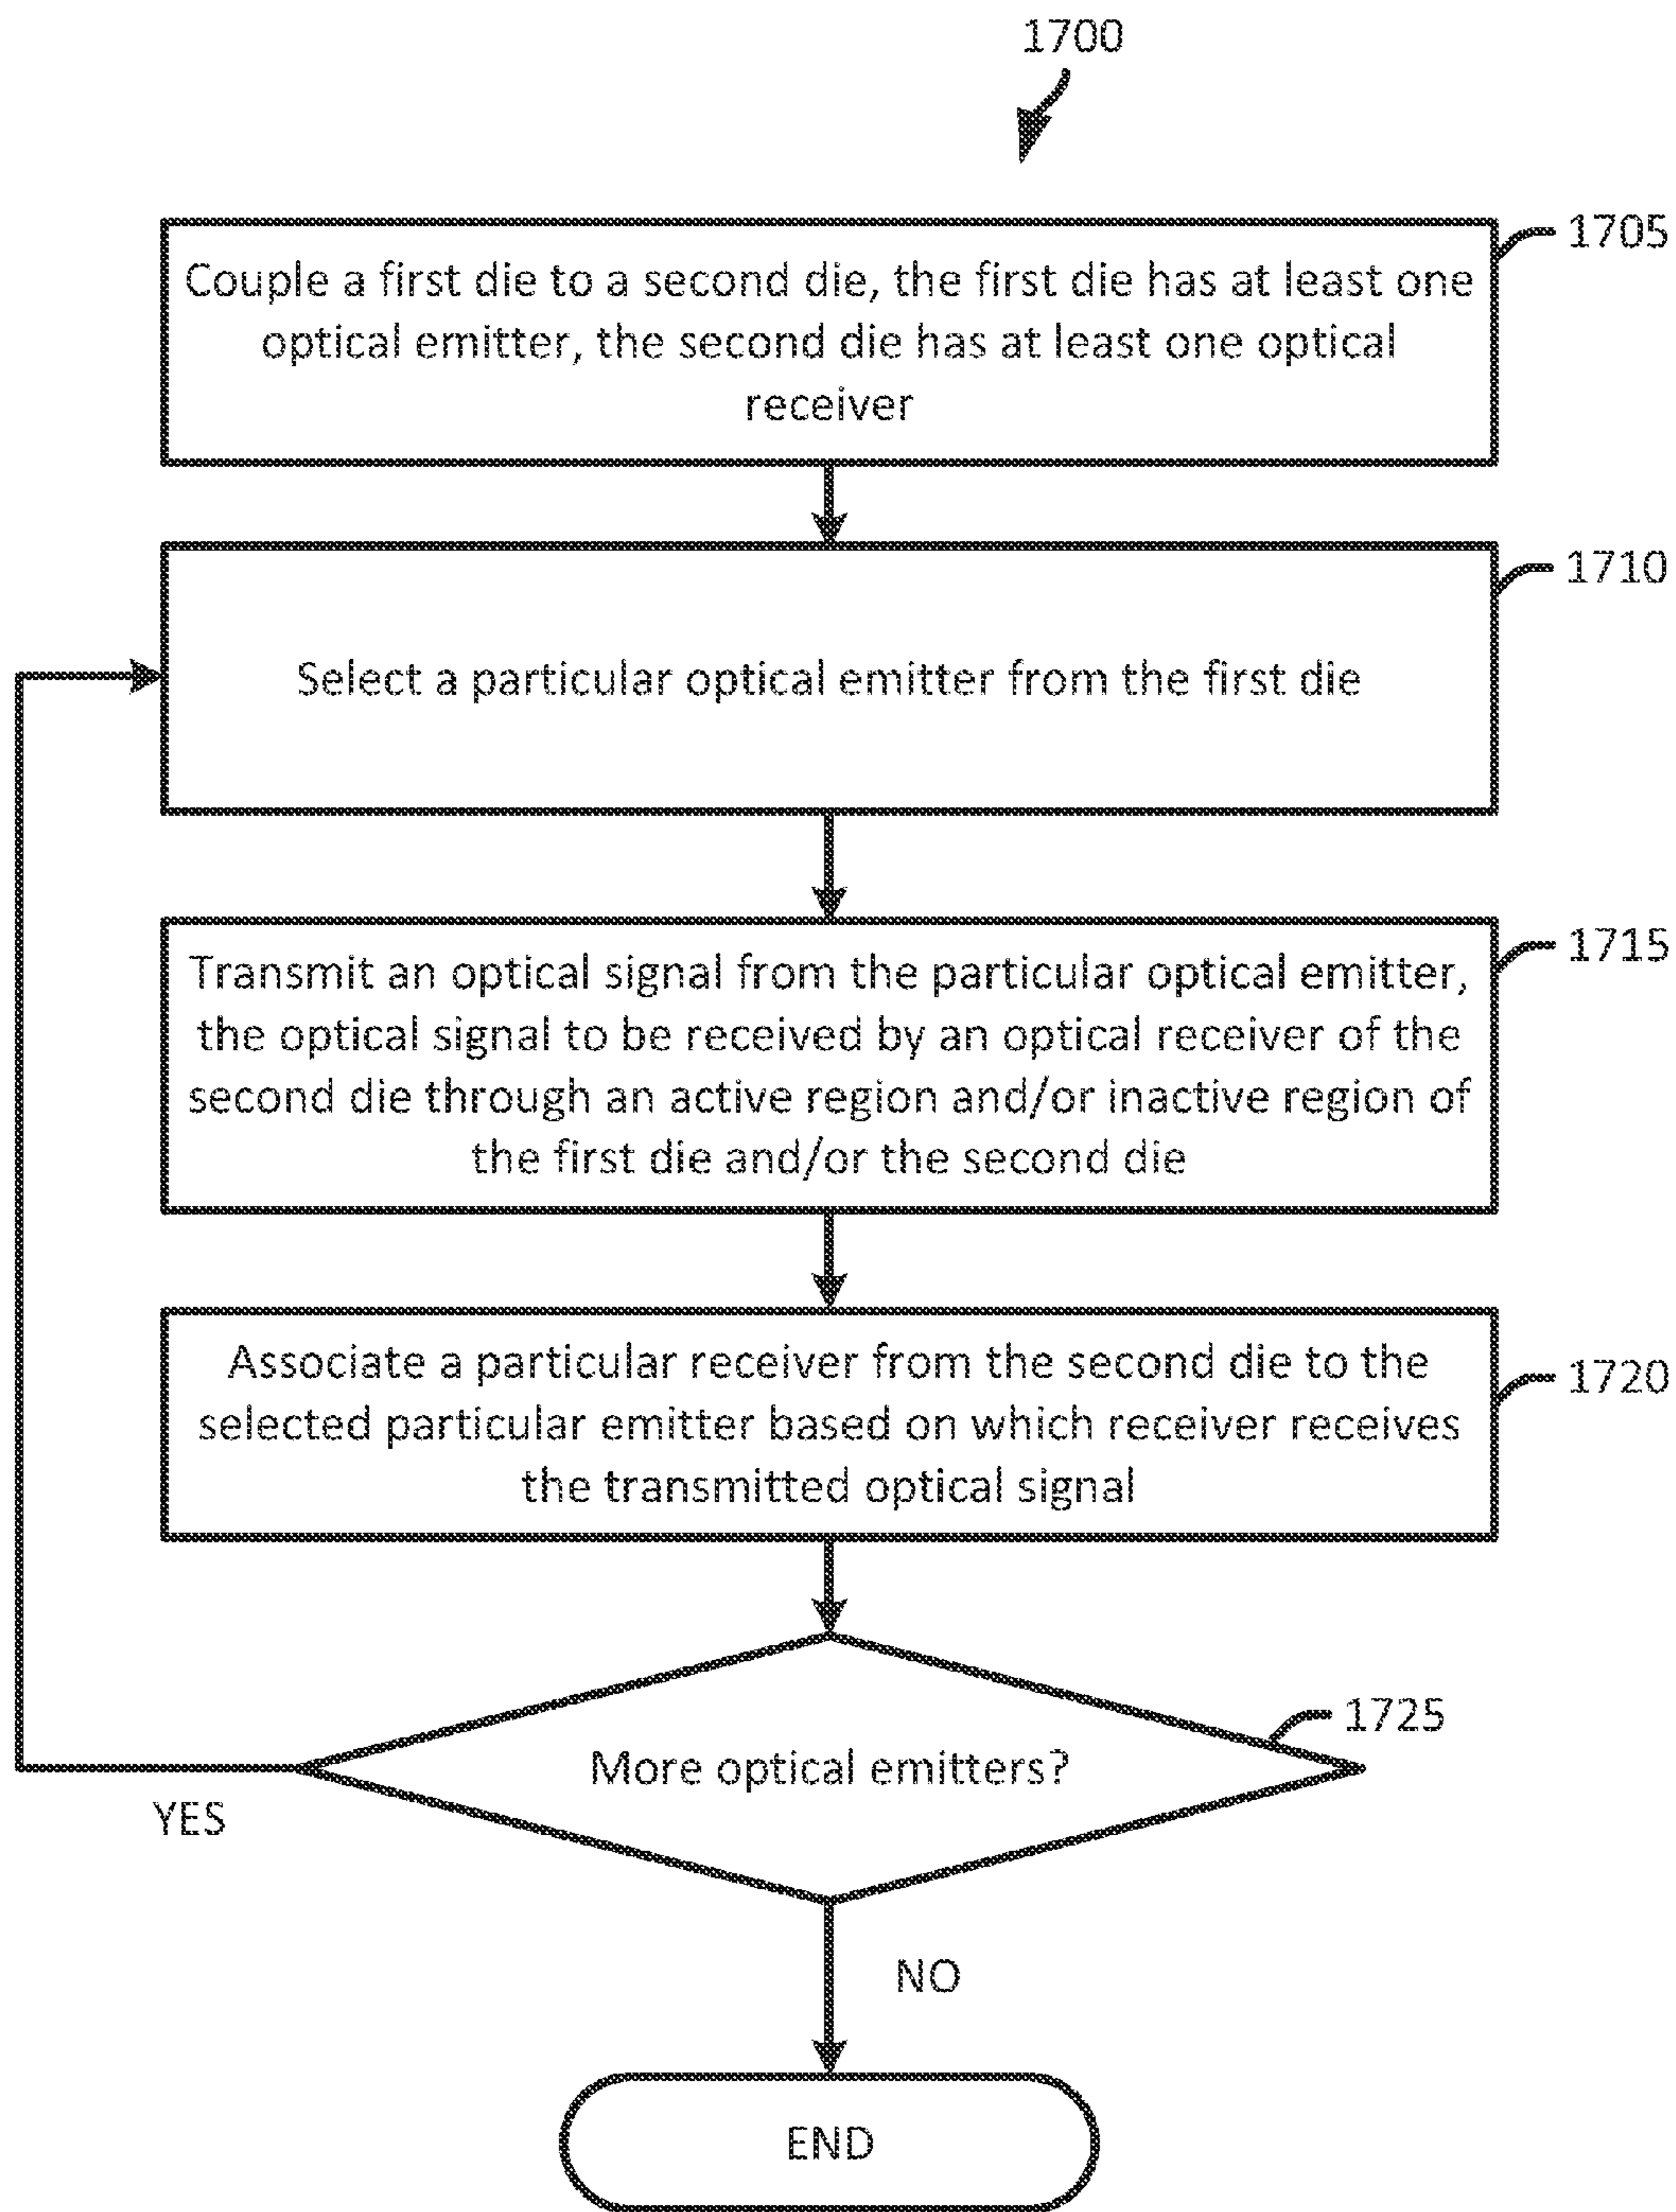 1700
Couple a first die to a second die, the first die has at least one
optical emitter, the second die has at least one optical
receiver
1705
Select a particular optical emitter from the first die
1710
Transmit an optical signal from the particular optical emitter,
the optical signal to be received by an optical receiver of the
second die through an active region and/or inactive region of
the first die and/or the second die
1715
Associate a particular receiver from the second die to the
selected particular emitter based on which receiver receives
the transmitted optical signal
1720
More optical emitters?
1725
YES
NO
END